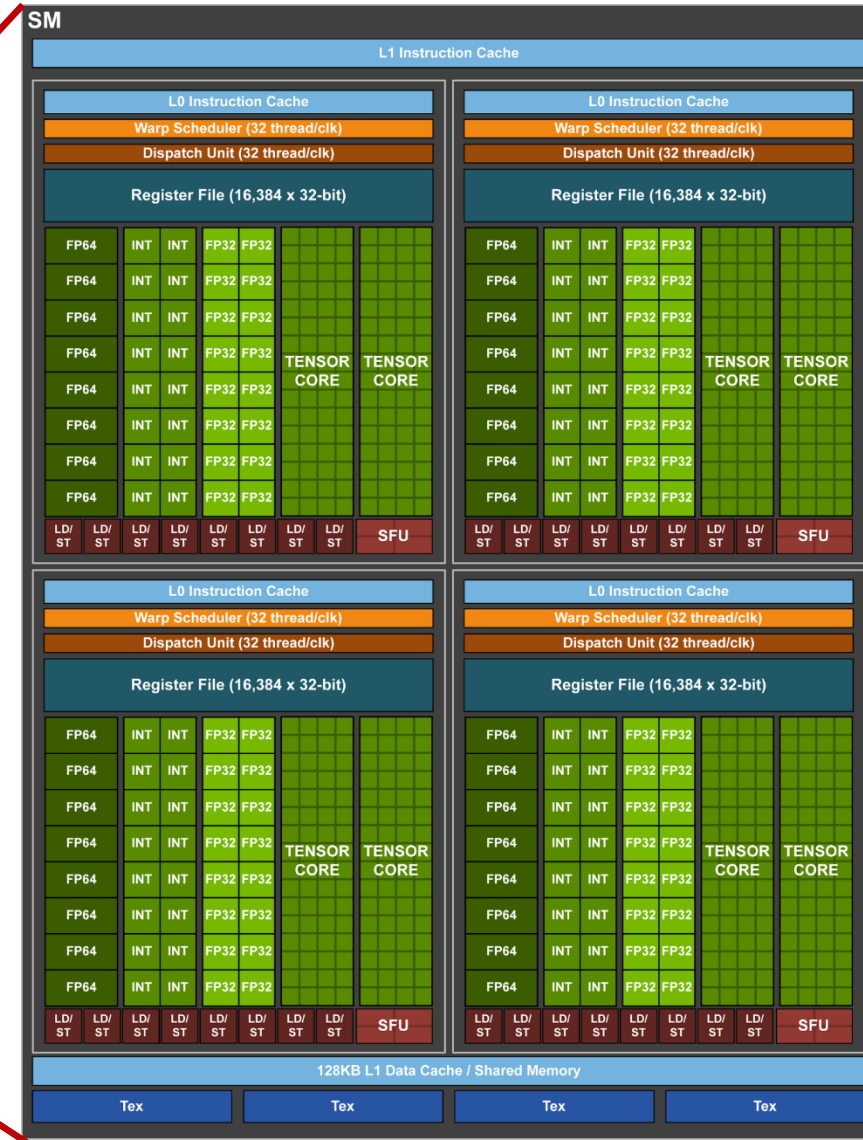 SM
L1 Instruction Cache
L0 Instruction Cache
Warp Scheduler (32 thread/clk)
Dispatch Unit (32 thread/clk)
Register File (16,384 x 32-bit)
FP64 INT INT FP32 FP32
FP64 INT INT FP32 FP32
FP64 INT INT FP32 FP32
FP64 INT INT FP32 FP32
FP64 INT INT FP32 FP32
FP64 INT INT FP32 FP32
FP64 INT INT FP32 FP32
FP64 INT INT FP32 FP32
TENSOR TENSOR
CORE CORE
LD/ LD/ LD/ LD/ LD/ LD/ LD/ LD/
ST ST ST ST ST ST ST ST
SFU
L0 Instruction Cache
Warp Scheduler (32 thread/clk)
Dispatch Unit (32 thread/clk)
Register File (16,384 x 32-bit)
FP64 INT INT FP32 FP32
FP64 INT INT FP32 FP32
FP64 INT INT FP32 FP32
FP64 INT INT FP32 FP32
FP64 INT INT FP32 FP32
FP64 INT INT FP32 FP32
FP64 INT INT FP32 FP32
FP64 INT INT FP32 FP32
TENSOR TENSOR
CORE CORE
LD/ LD/ LD/ LD/ LD/ LD/ LD/ LD/
ST ST ST ST ST ST ST ST
SFU
L0 Instruction Cache
Warp Scheduler (32 thread/clk)
Dispatch Unit (32 thread/clk)
Register File (16,384 x 32-bit)
FP64 INT INT FP32 FP32
FP64 INT INT FP32 FP32
FP64 INT INT FP32 FP32
FP64 INT INT FP32 FP32
FP64 INT INT FP32 FP32
FP64 INT INT FP32 FP32
FP64 INT INT FP32 FP32
FP64 INT INT FP32 FP32
TENSOR TENSOR
CORE CORE
LD/ LD/ LD/ LD/ LD/ LD/ LD/ LD/
ST ST ST ST ST ST ST ST
SFU
L0 Instruction Cache
Warp Scheduler (32 thread/clk)
Dispatch Unit (32 thread/clk)
Register File (16,384 x 32-bit)
FP64 INT INT FP32 FP32
FP64 INT INT FP32 FP32
FP64 INT INT FP32 FP32
FP64 INT INT FP32 FP32
FP64 INT INT FP32 FP32
FP64 INT INT FP32 FP32
FP64 INT INT FP32 FP32
FP64 INT INT FP32 FP32
TENSOR TENSOR
CORE CORE
LD/ LD/ LD/ LD/ LD/ LD/ LD/ LD/
ST ST ST ST ST ST ST ST
SFU
128KB L1 Data Cache / Shared Memory
Tex Tex Tex Tex